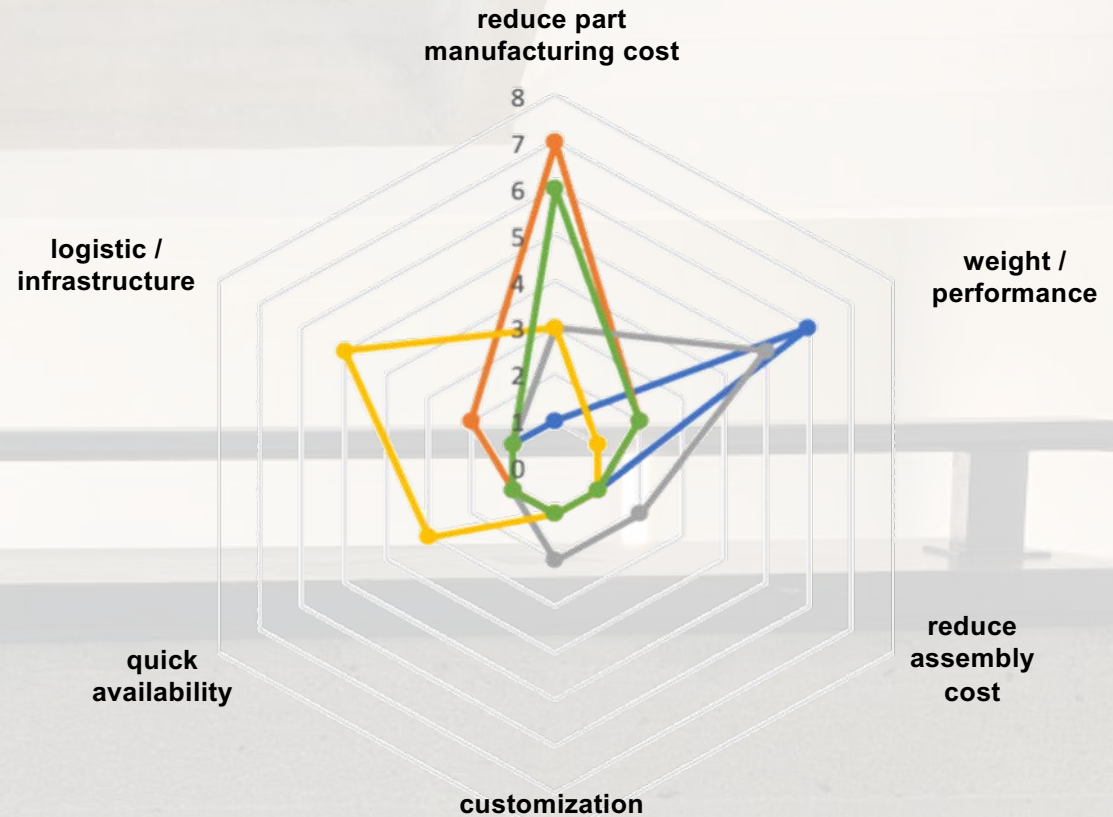 reduce part
manufacturing cost
8
7
6
5
4
3
2
1
0
logistic /
infrastructure
weight /
performance
quick
availability
reduce
assembly
cost
customization